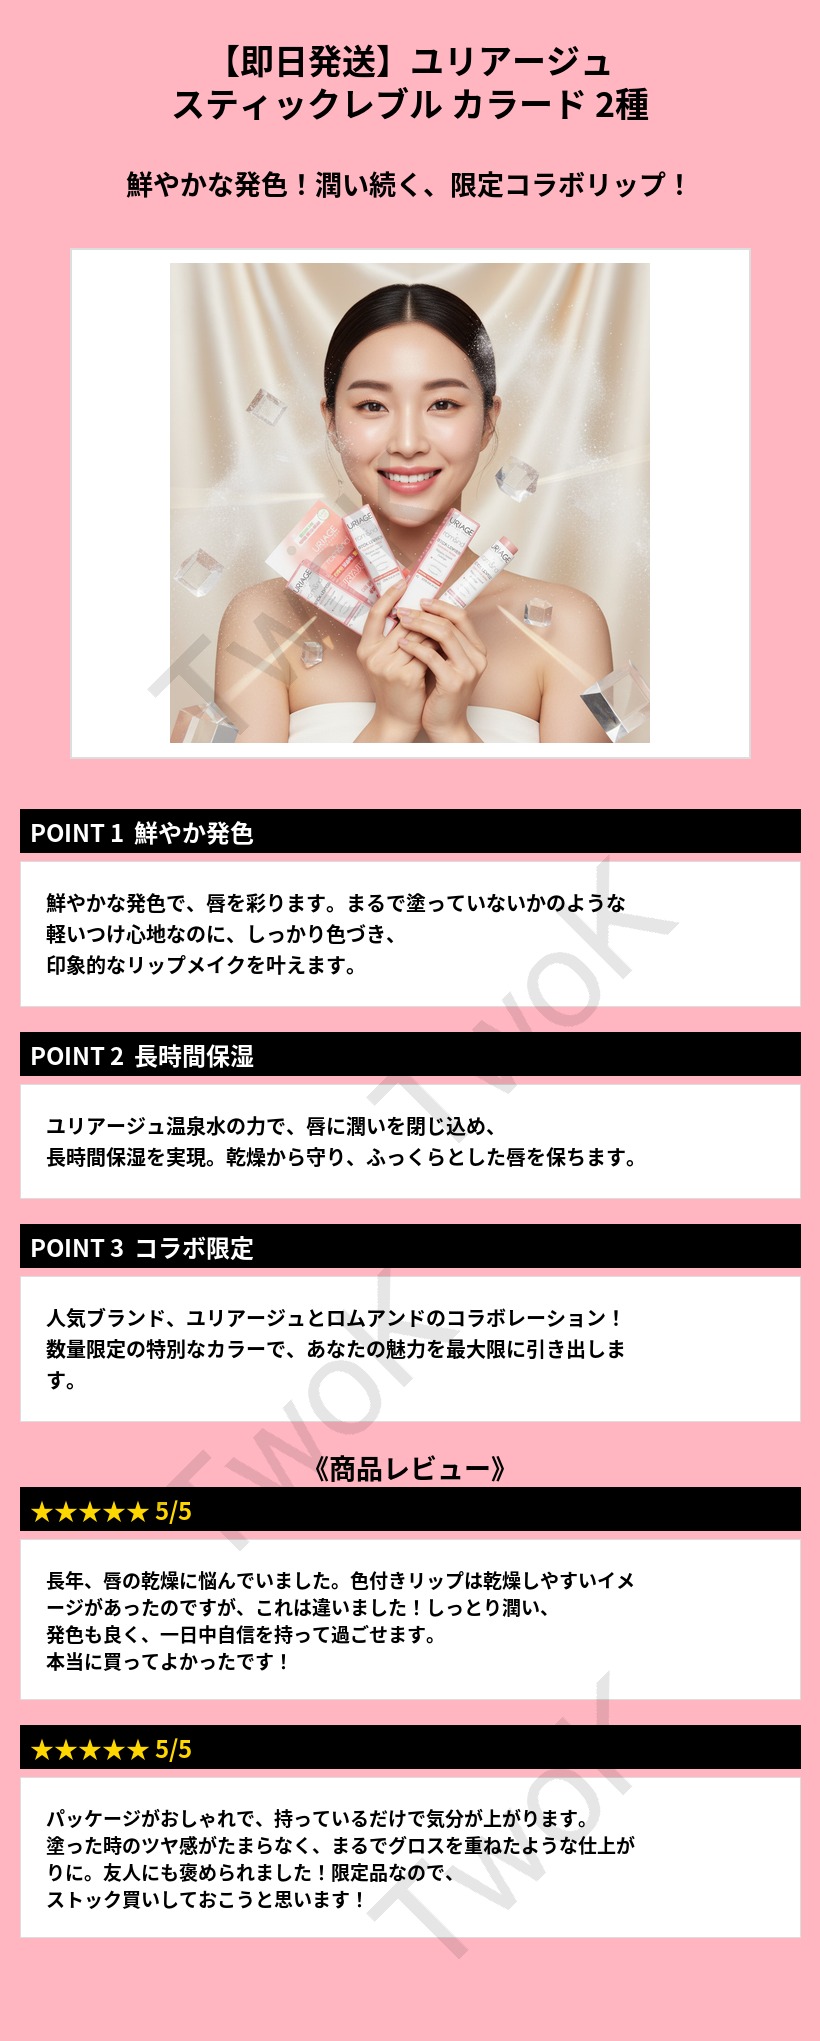 【即日発送】ユリアージュ
スティックレブル カラード 2種
鮮やかな発色！潤い続く、限定コラボリップ！
URIAGE
URIAGE
URIAGE
URIAGE
URIAGE
TwoK
POINT 1 鮮やか発色
鮮やかな発色で、唇を彩ります。まるで塗っていないかのような
軽いつけ心地なのに、しっかり色づき、
印象的なリップメイクを叶えます。
TwoK
POINT 2 長時間保湿
ユリアージュ温泉水の力で、唇に潤いを閉じ込め、
長時間保湿を実現。乾燥から守り、ふっくらとした唇を保ちます。
POINT 3 コラボ限定
人気ブランド、ユリアージュとロムアンドのコラボレーション！
数量限定の特別なカラーで、あなたの魅力を最大限に引き出しま
す。
TwoK
《商品レビュー》
★★★★★ 5/5
長年、唇の乾燥に悩んでいました。色付きリップは乾燥しやすいイメ
ージがあったのですが、これは違いました！しっとり潤い、
発色も良く、一日中自信を持って過ごせます。
本当に買ってよかったです！
★★★★★ 5/5
パッケージがおしゃれで、持っているだけで気分が上がります。
塗った時のツヤ感がたまらなく、まるでグロスを重ねたような仕上が
りに。友人にも褒められました！限定品なので、
ストック買いしておこうと思います！
TwoK